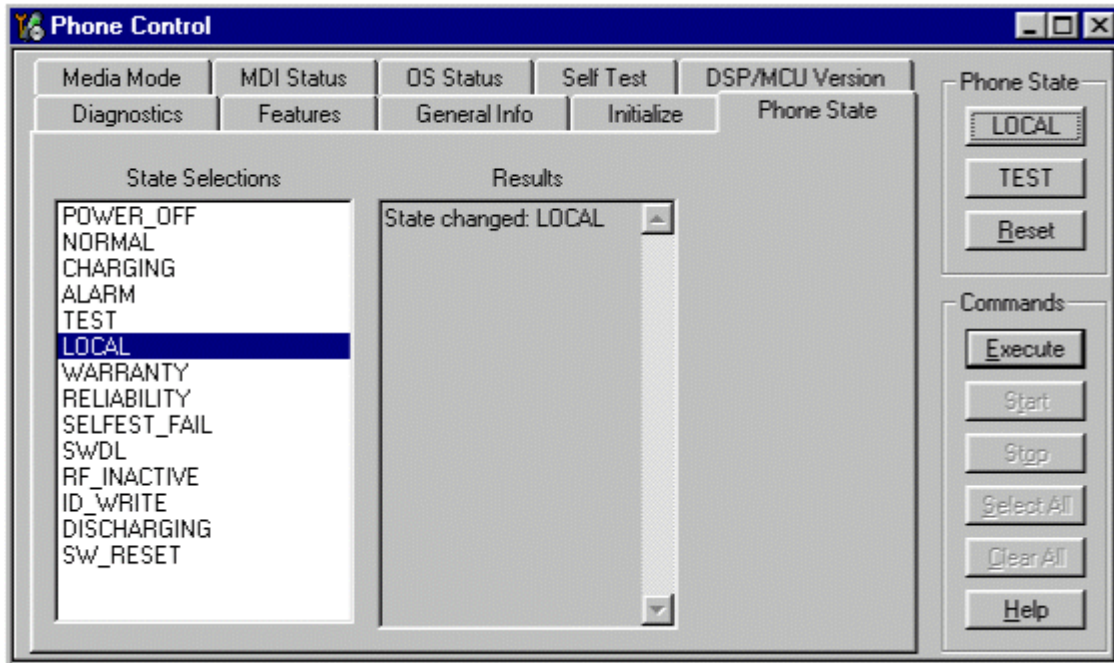 Phone Control
Media Mode
MDI Status
OS Status
Self Test
DSP/MCU Version
Diagnostics
Features
General Info
Initialize
Phone State
State Selections
POWER_OFF
NORMAL
CHARGING
ALARM
TEST
LOCAL
WARRANTY
RELIABILITY
SELFEST_FAIL
SWDL
RF_INACTIVE
ID_WRITE
DISCHARGING
SW_RESET
Results
State changed: LOCAL
Phone State
LOCAL
TEST
Reset
Commands
Execute
Start
Stop
Select All
Clear All
Help